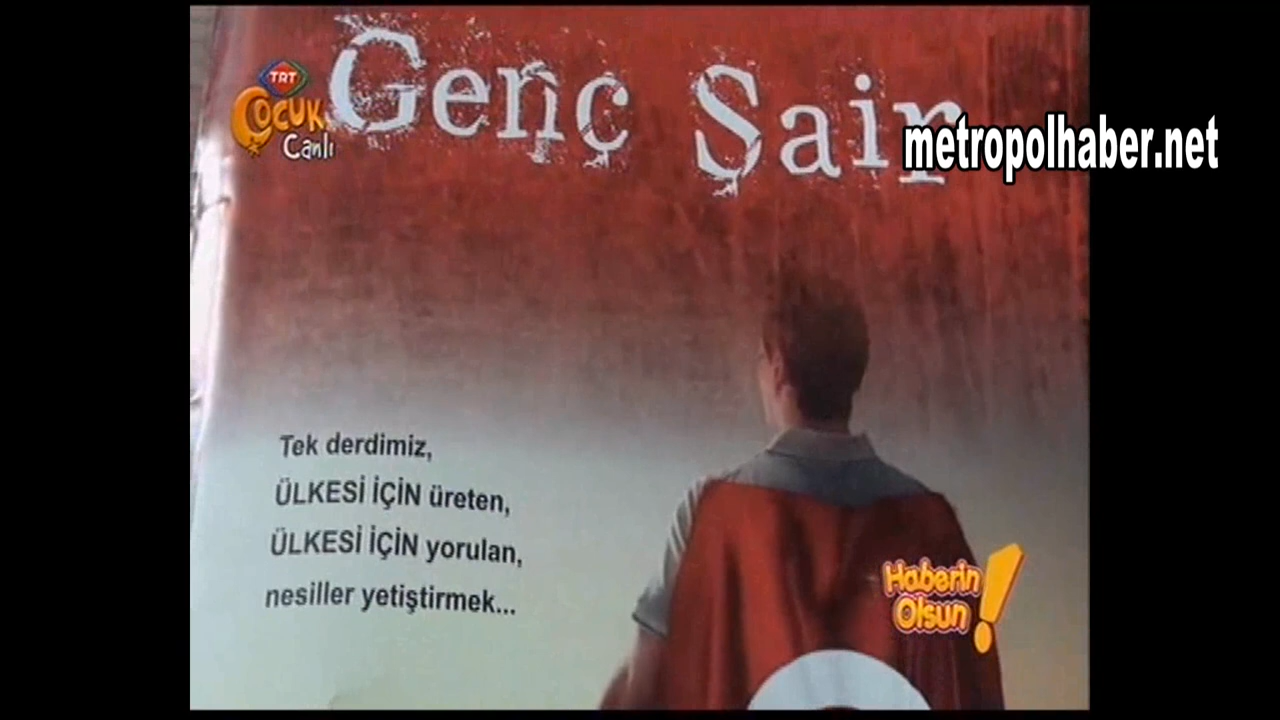 Genç Şair
TRT
ÇOCUK
Canlı
metropolhaber.net
Tek derdimiz,
ÜLKESİ İÇİN üreten,
ÜLKESİ İÇİN yorulan,
nesiller yetiştirmek...
Haberin
Olsun!